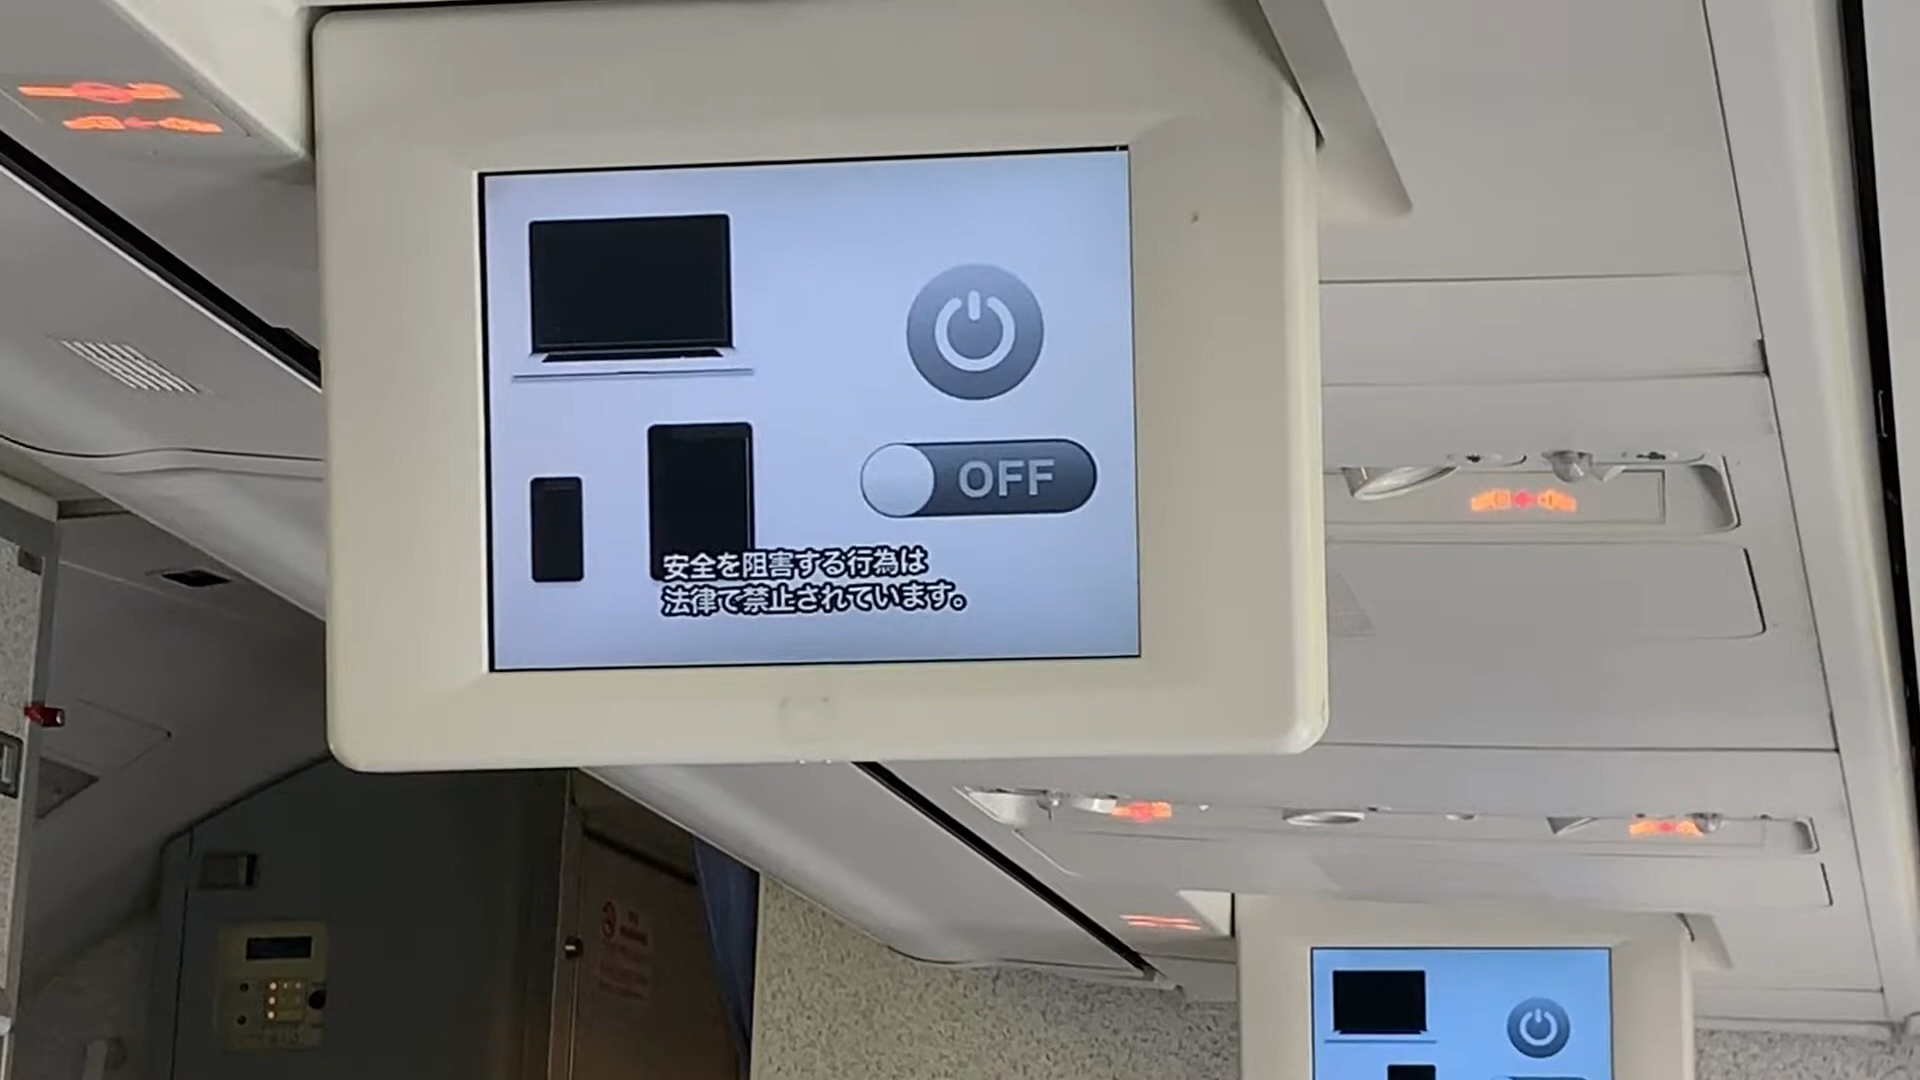 OFF
安全を阻害する行為は
法律で禁止されています。